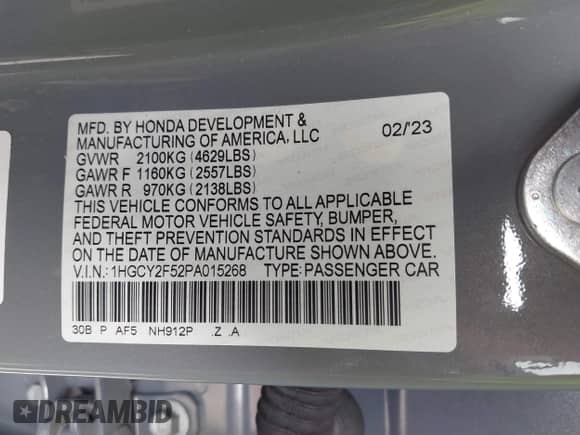 MFD. BY HONDA DEVELOPMENT &
MANUFACTURING OF AMERICA, LLC 02/'23
GVWR 2100KG (4629LBS)
GAWR F 1160KG (2557LBS)
GAWR R 970KG (2138LBS)
THIS VEHICLE CONFORMS TO ALL APPLICABLE
FEDERAL MOTOR VEHICLE SAFETY, BUMPER,
AND THEFT PREVENTION STANDARDS IN EFFECT
ON THE DATE OF MANUFACTURE SHOWN ABOVE.
V.I.N.: 1HGCY2F52PA015268 TYPE: PASSENGER CAR
30B P AF5 NH912P .Z .A
DREAMBID